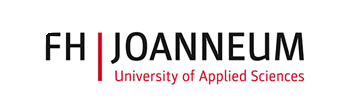 FH JOANNEUM
University of Applied Sciences